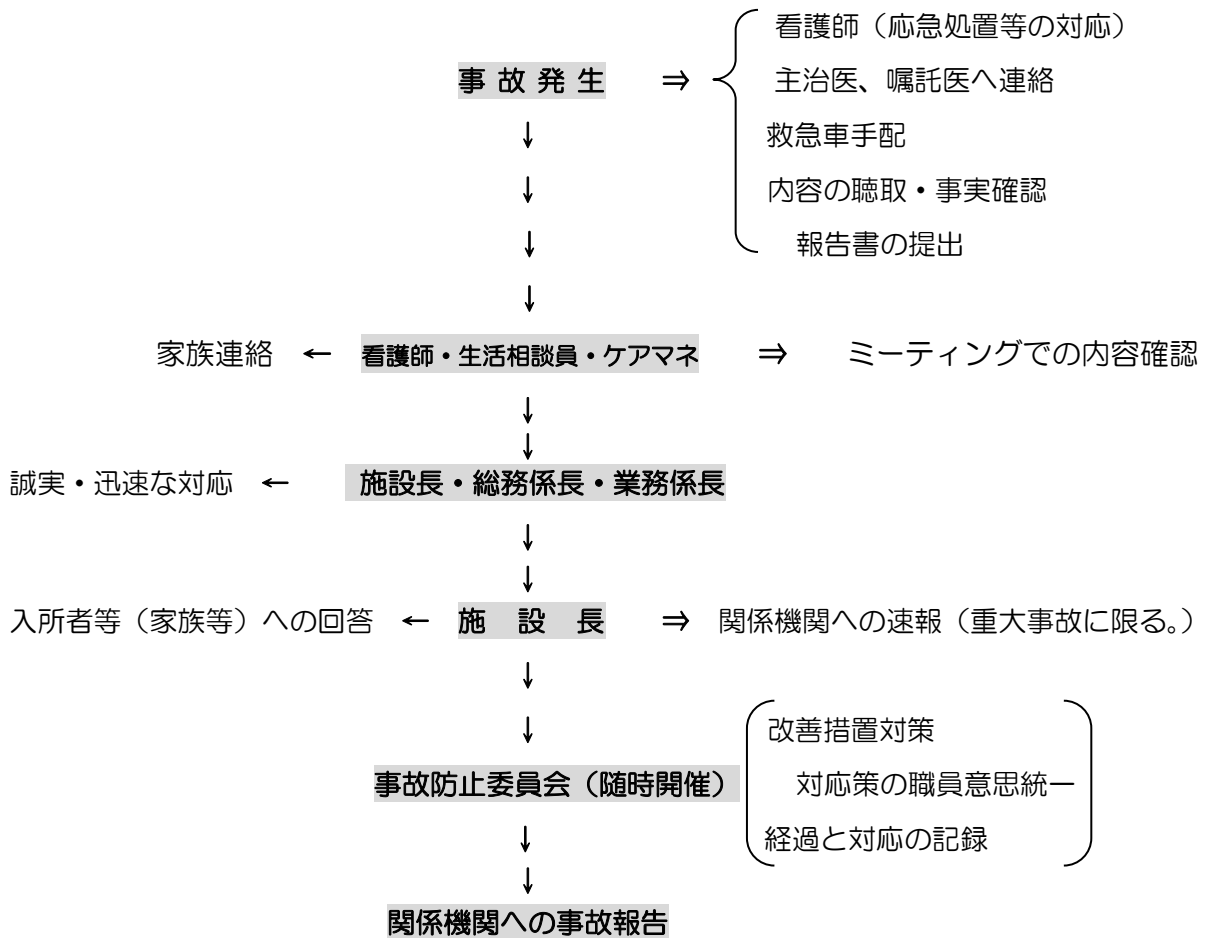 看護師（応急処置等の対応）
事 故 発 生 ⇒ 主治医、嘱託医へ連絡
↓
救急車手配
↓
内容の聴取・事実確認
↓
報告書の提出
↓
家族連絡 ← 看護師・生活相談員・ケアマネ ⇒ ミーティングでの内容確認
↓
↓
誠実・迅速な対応 ← 施設長・総務係長・業務係長
↓
↓
入所者等（家族等）への回答 ← 施 設 長 ⇒ 関係機関への速報（重大事故に限る。）
↓
↓
改善措置対策
事故防止委員会（随時開催） 対応策の職員意思統一
経過と対応の記録
↓
↓
関係機関への事故報告